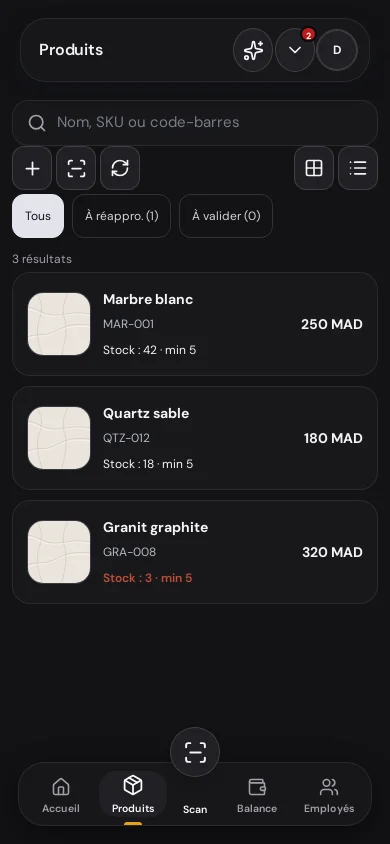 Produits
2
D
Nom, SKU ou code-barres
Tous
À réappro. (1)
À valider (0)
3 résultats
Marbre blanc
MAR-001
250 MAD
Stock : 42 · min 5
Quartz sable
QTZ-012
180 MAD
Stock : 18 · min 5
Granit graphite
GRA-008
320 MAD
Stock : 3 · min 5
Accueil
Produits
Scan
Balance
Employés